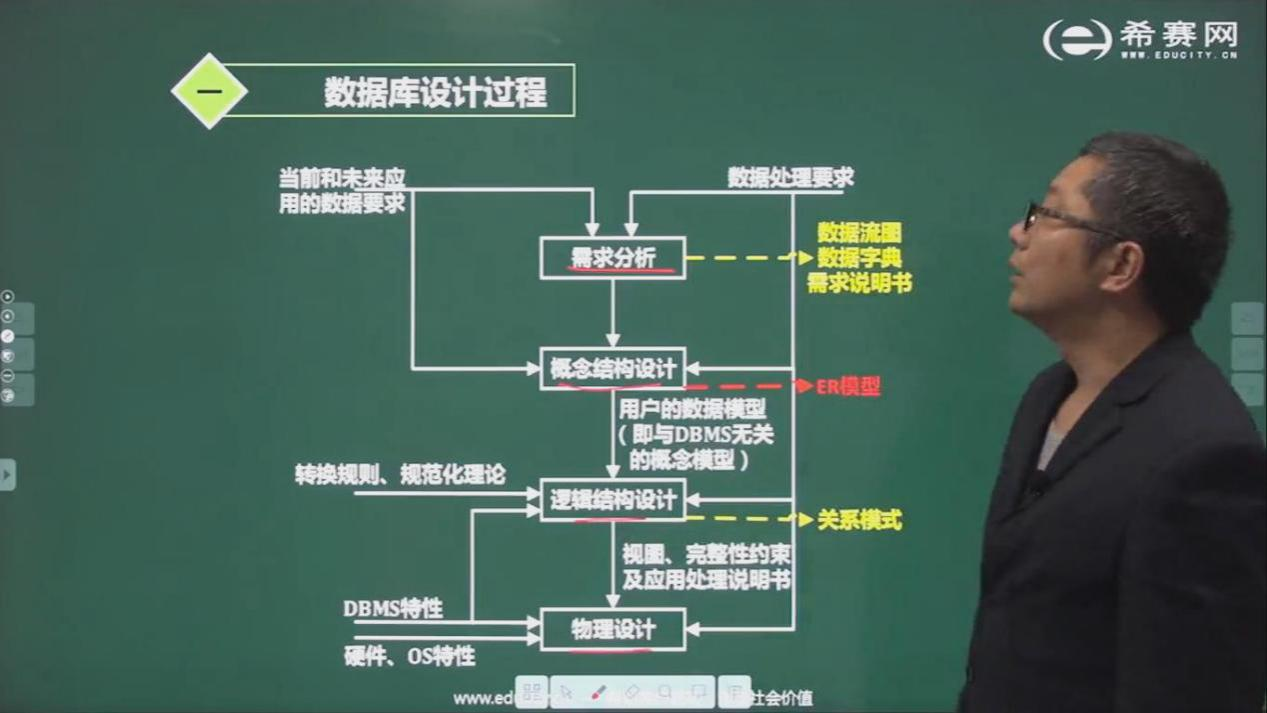 希赛网
WWW.EDUCITY.CN
一
数据库设计过程
当前和未来应
用的数据要求
数据处理要求
需求分析
数据流图
数据字典
需求说明书
概念结构设计
ER模型
用户的数据模型
（即与DBMS无关
的概念模型）
转换规则、规范化理论
逻辑结构设计
关系模式
视图、完整性约束
及应用处理说明书
DBMS特性
物理设计
硬件、OS特性
www.edu
社会价值